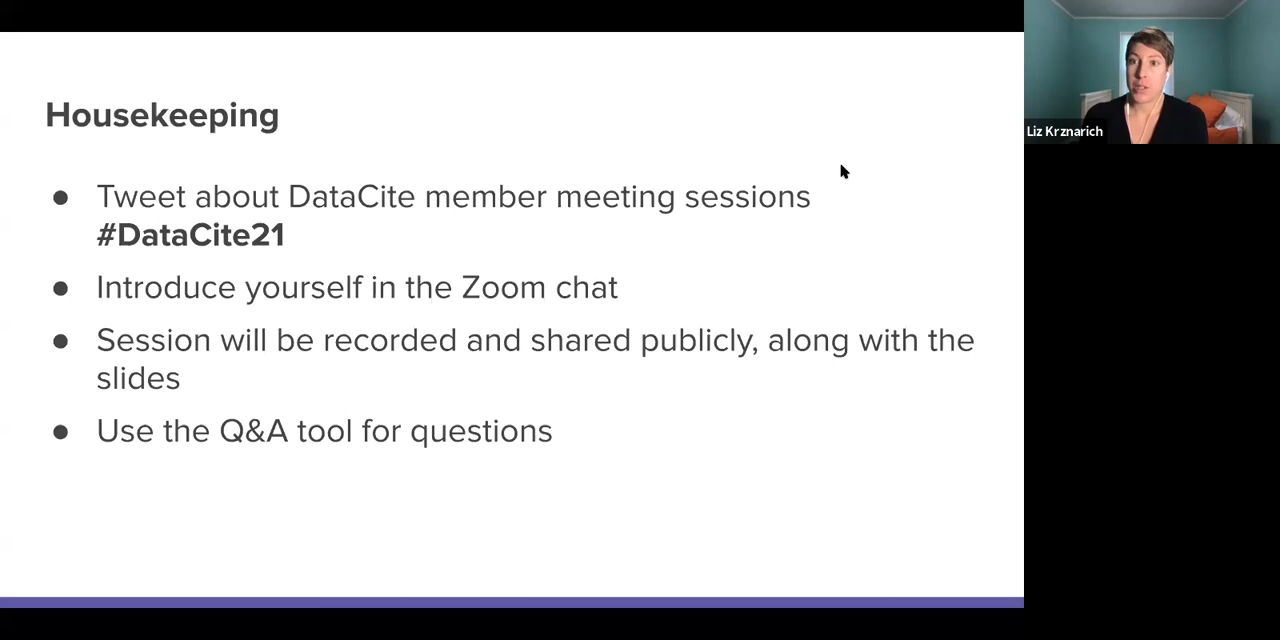 Housekeeping
● Tweet about DataCite member meeting sessions
#DataCite21
● Introduce yourself in the Zoom chat
● Session will be recorded and shared publicly, along with the
slides
● Use the Q&A tool for questions
Liz Krznarich